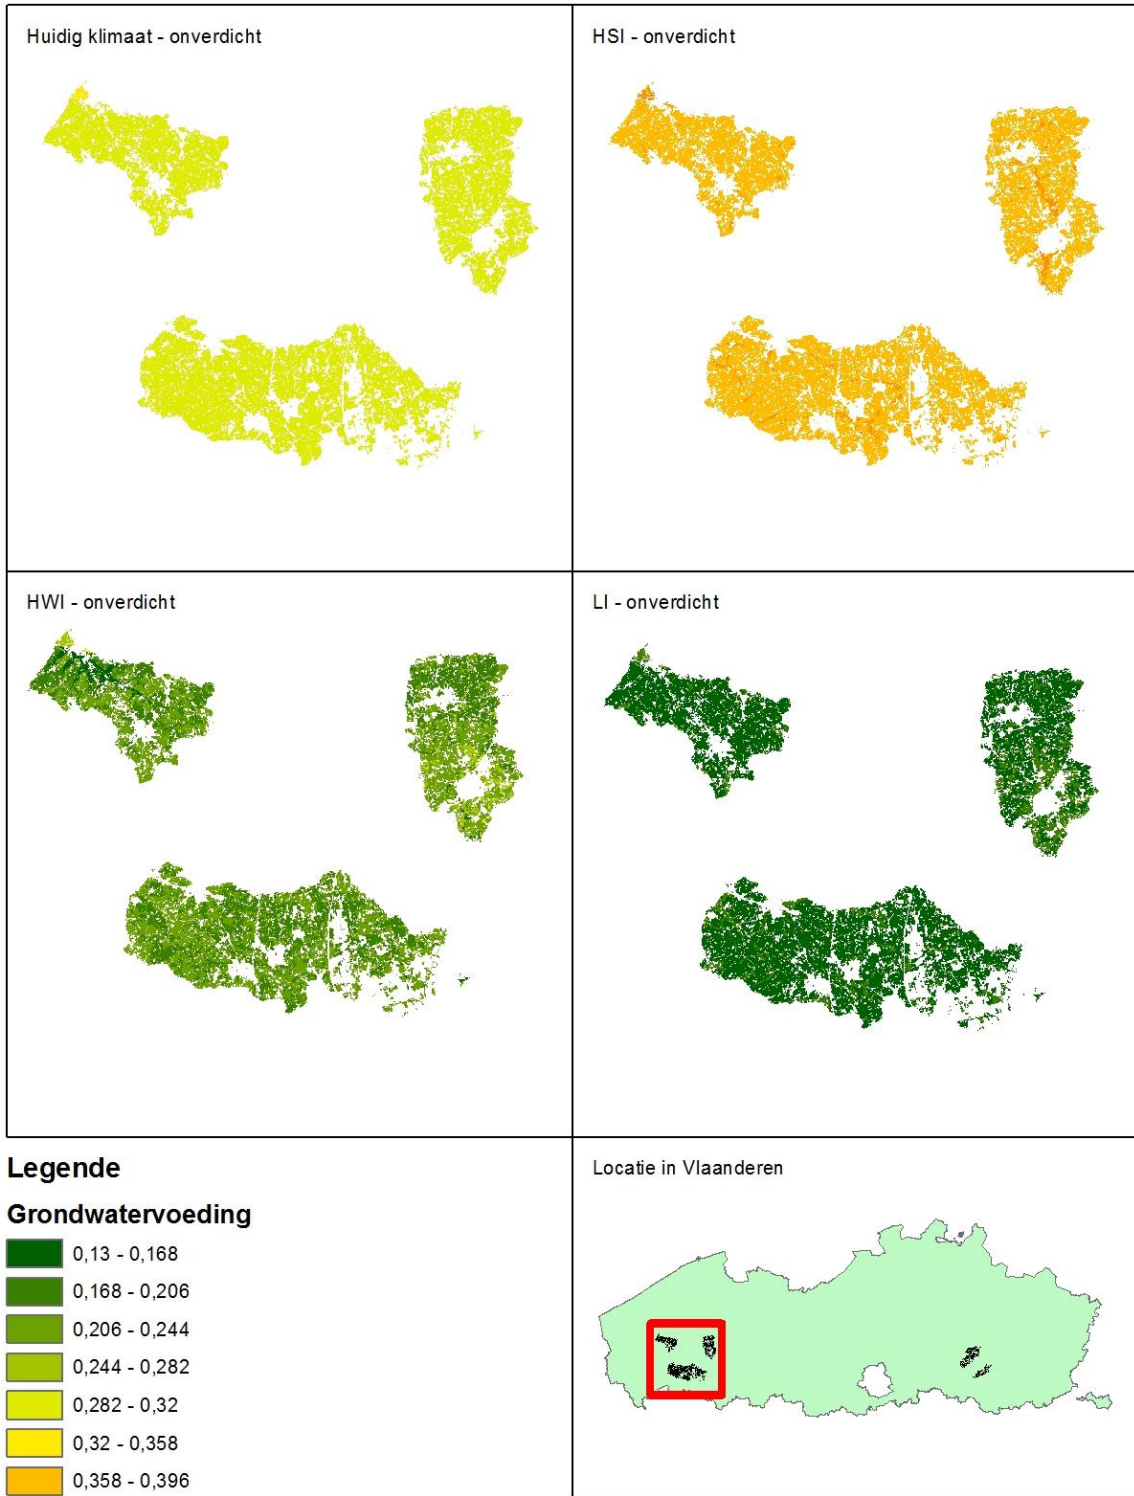 Huidig klimaat - onverdicht
HSI - onverdicht
HWI - onverdicht
LI - onverdicht
Legende
Grondwatervoeding
0,13 - 0,168
0,168 - 0,206
0,206 - 0,244
0,244 - 0,282
0,282 - 0,32
0,32 - 0,358
0,358 - 0,396
Locatie in Vlaanderen